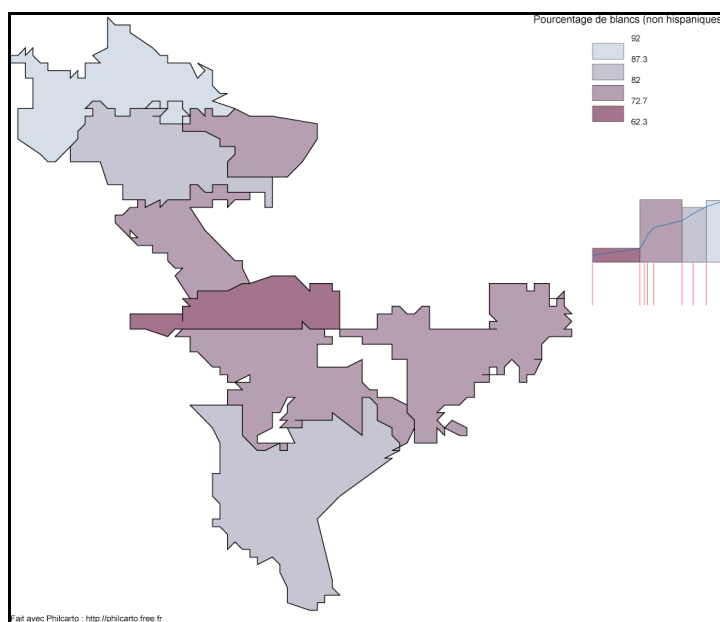 Pourcentage de blancs (non hispaniques
92
87.3
82
72.7
62.3
Fait avec Philcarto : http://philcarto.free.fr